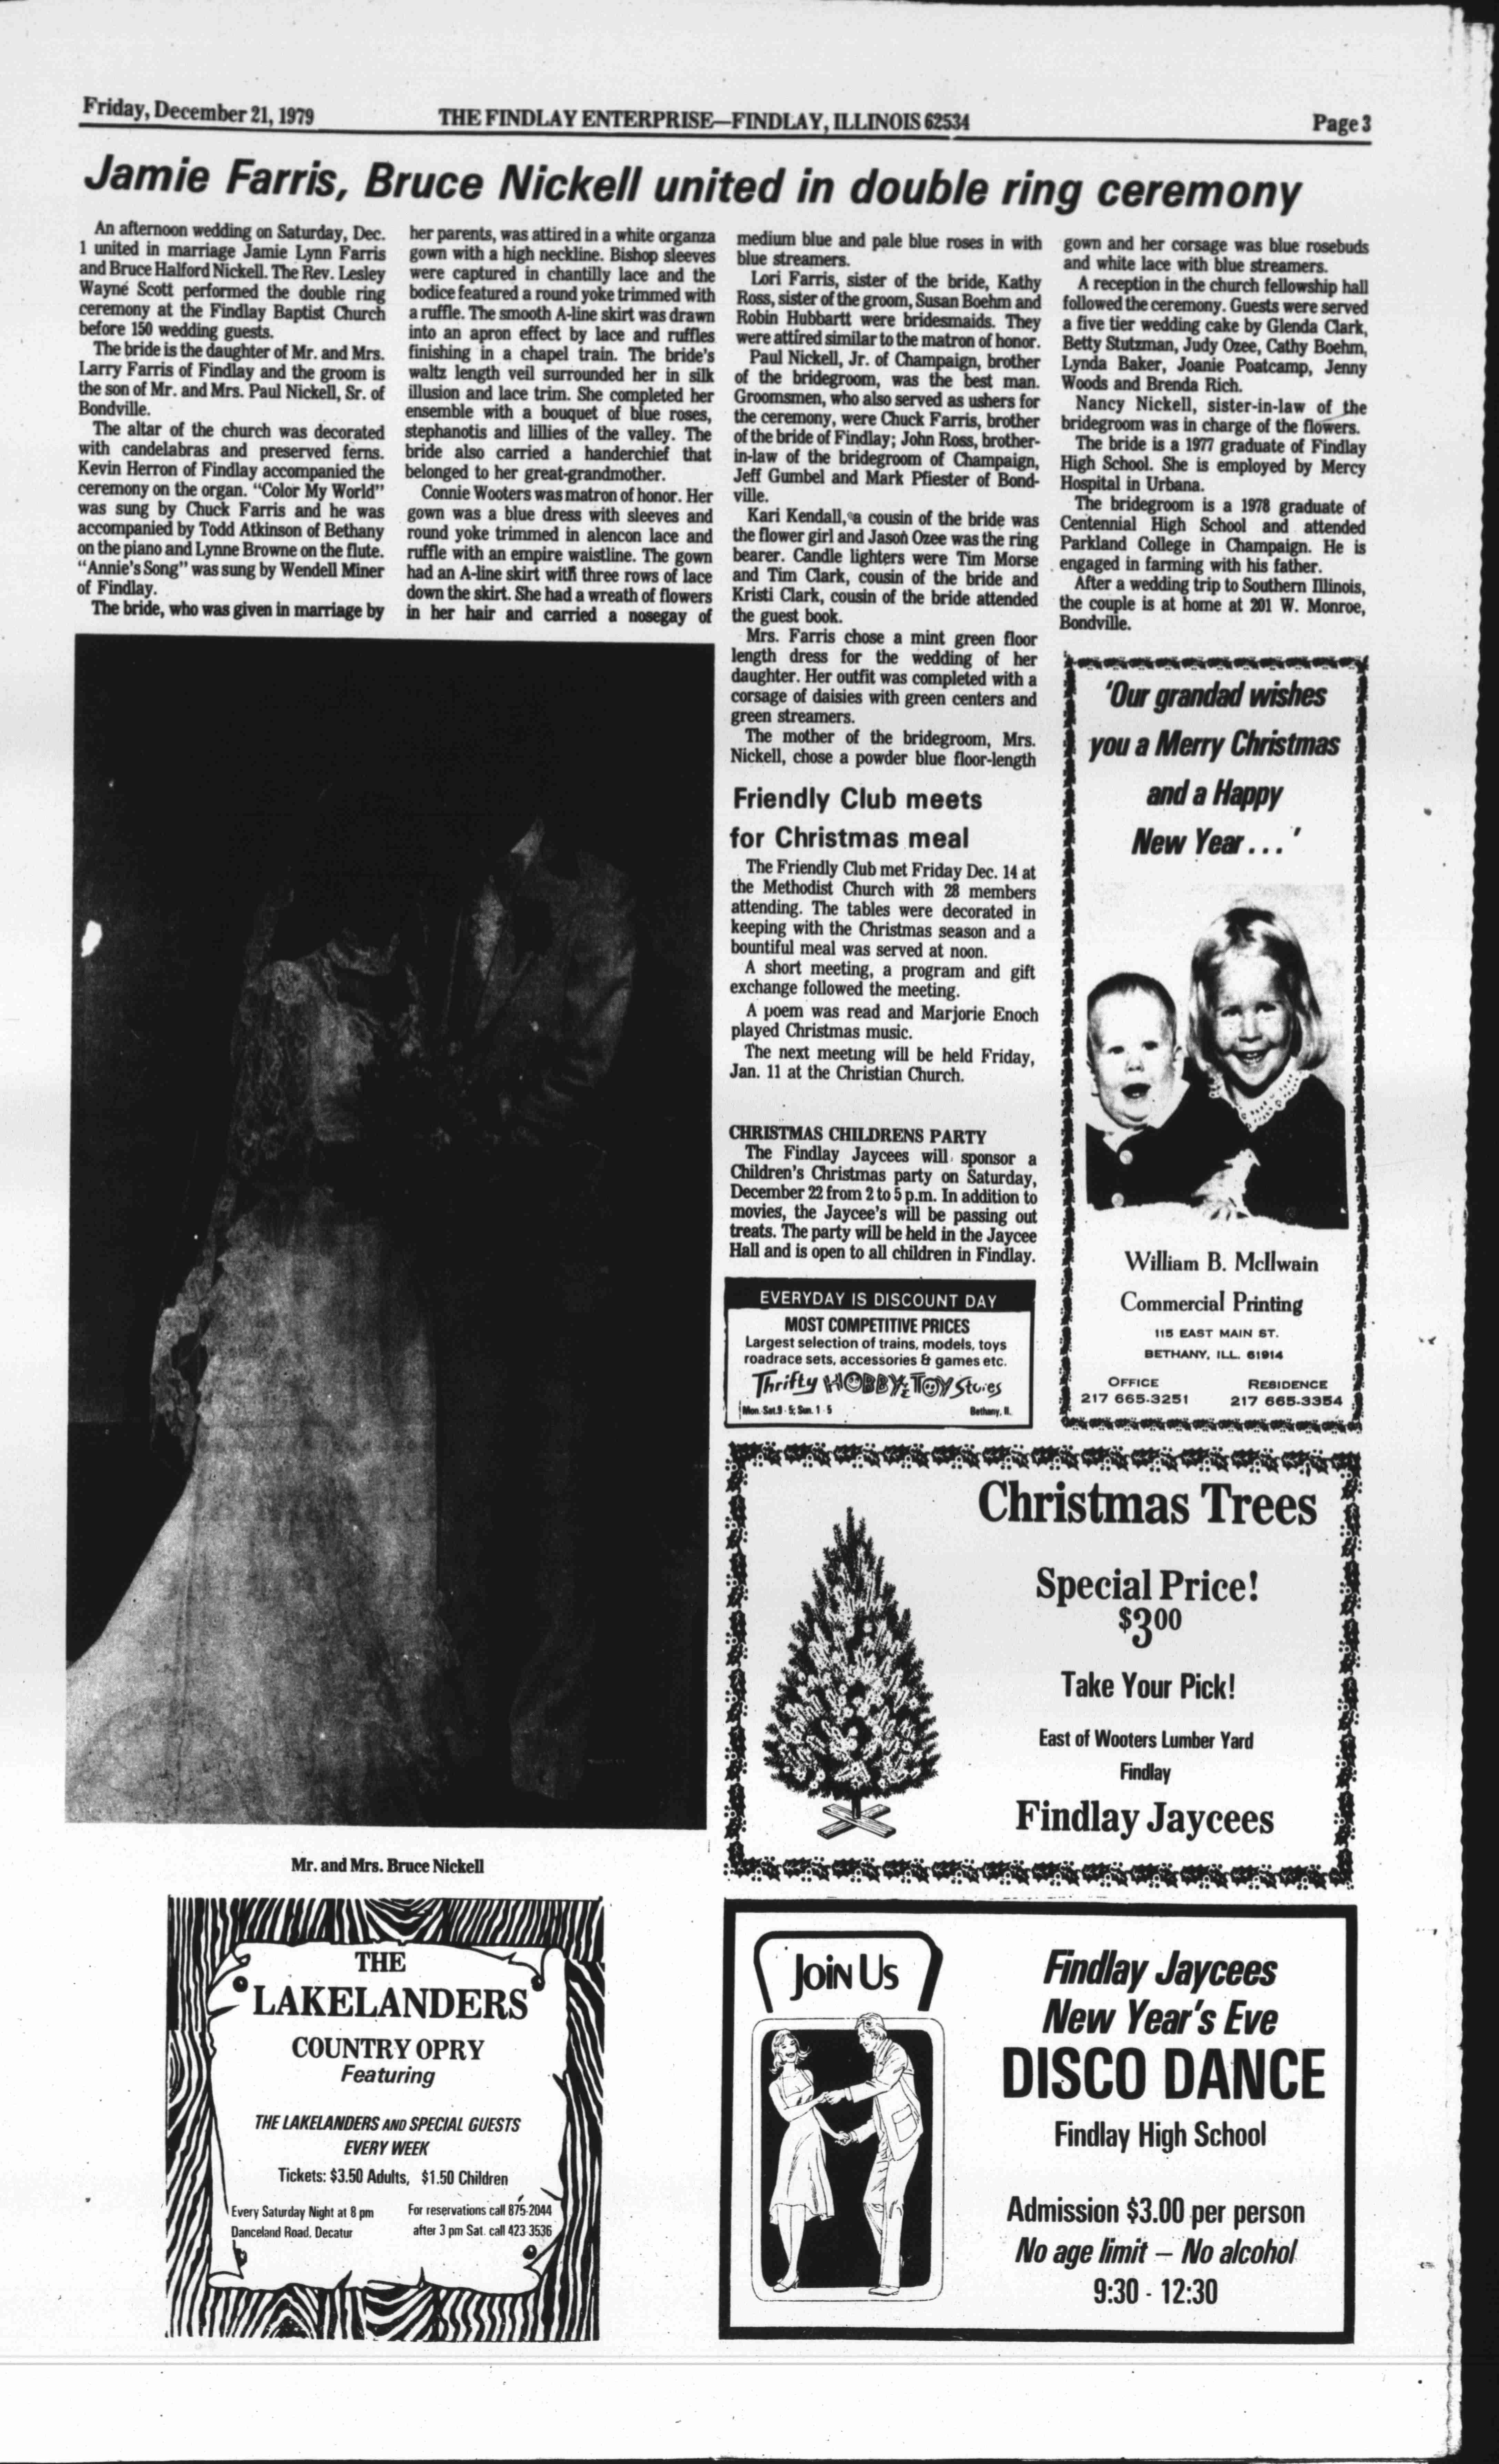 Friday, December 21, 1979
THE FINDLAY ENTERPRISE—FINDLAY, ILLINOIS 62534
Page 3
Jamie Farris, Bruce Nickell united in double ring ceremony
An afternoon wedding on Saturday, Dec.
1 united in marriage Jamie Lynn Farris
and Bruce Halford Nickell. The Rev. Lesley
Wayne Scott performed the double ring
ceremony at the Findlay Baptist Church
before 150 wedding guests.
The bride is the daughter of Mr. and Mrs.
Larry Farris of Findlay and the groom is
the son of Mr. and Mrs. Paul Nickell, Sr. of
Bondville.
The altar of the church was decorated
with candelabras and preserved ferns.
Kevin Herron of Findlay accompanied the
ceremony on the organ. "Color My World"
was sung by Chuck Farris and he was
accompanied by Todd Atkinson of Bethany
on the piano and Lynne Browne on the flute.
"Annie's Song" was sung by Wendell Miner
of Findlay.
The bride, who was given in marriage by
her parents, was attired in a white organza
gown with a high neckline. Bishop sleeves
were captured in chantilly lace and the
bodice featured a round yoke trimmed with
a ruffle. The smooth A-line skirt was drawn
into an apron effect by lace and ruffles
finishing in a chapel train. The bride's
waltz length veil surrounded her in silk
illusion and lace trim. She completed her
ensemble with a bouquet of blue roses,
stephanotis and lillies of the valley. The
bride also carried a handerchief that
belonged to her great-grandmother.
Connie Wooters was matron of honor. Her
gown was a blue dress with sleeves and
round yoke trimmed in alencon lace and
ruffle with an empire waistline. The gown
had an A-line skirt with three rows of lace
down the skirt. She had a wreath of flowers
in her hair and carried a nosegay of
medium blue and pale blue roses in with
blue streamers.
Lori Farris, sister of the bride, Kathy
Ross, sister of the groom, Susan Boehm and
Robin Hubbartt were bridesmaids. They
were attired similar to the matron of honor.
Paul Nickell, Jr. of Champaign, brother
of the bridegroom, was the best man.
Groomsmen, who also served as ushers for
the ceremony, were Chuck Farris, brother
of the bride of Findlay; John Ross, brother-
in-law of the bridegroom of Champaign,
Jeff Gumbel and Mark Pfiester of Bond-
ville.
Kari Kendall, a cousin of the bride was
the flower girl and Jason Ozee was the ring
bearer. Candle lighters were Tim Morse
and Tim Clark, cousin of the bride and
Kristi Clark, cousin of the bride attended
the guest book.
Mrs. Farris chose a mint green floor
length dress for the wedding of her
daughter. Her outfit was completed with a
corsage of daisies with green centers and
green streamers.
The mother of the bridegroom, Mrs.
Nickell, chose a powder blue floor-length
gown and her corsage was blue rosebuds
and white lace with blue streamers.
A reception in the church fellowship hall
followed the ceremony. Guests were served
a five tier wedding cake by Glenda Clark,
Betty Stutzman, Judy Ozee, Cathy Boehm,
Lynda Baker, Joanie Poatcamp, Jenny
Woods and Brenda Rich.
Nancy Nickell, sister-in-law of the
bridegroom was in charge of the flowers.
The bride is a 1977 graduate of Findlay
High School. She is employed by Mercy
Hospital in Urbana.
The bridegroom is a 1978 graduate of
Centennial High School and attended
Parkland College in Champaign. He is
engaged in farming with his father.
After a wedding trip to Southern Illinois,
the couple is at home at 201 W. Monroe,
Bondville.
Mr. and Mrs. Bruce Nickell
Friendly Club meets
for Christmas meal
The Friendly Club met Friday Dec. 14 at
the Methodist Church with 28 members
attending. The tables were decorated in
keeping with the Christmas season and a
bountiful meal was served at noon.
A short meeting, a program and gift
exchange followed the meeting.
A poem was read and Marjorie Enoch
played Christmas music.
The next meeting will be held Friday,
Jan. 11 at the Christian Church.
CHRISTMAS CHILDRENS PARTY
The Findlay Jaycees will sponsor a
Children's Christmas party on Saturday,
December 22 from 2 to 5 p.m. In addition to
movies, the Jaycee's will be passing out
treats. The party will be held in the Jaycee
Hall and is open to all children in Findlay.
EVERYDAY IS DISCOUNT DAY
MOST COMPETITIVE PRICES
Largest selection of trains, models, toys
roadrace sets, accessories & games etc.
Thrifty HOBBY & TOY Stores
Mon. Sat. 9 - 5; Sun. 1 - 5
Bethany, Il.
'Our grandad wishes
you a Merry Christmas
and a Happy
New Year . . .'
William B. McIlwain
Commercial Printing
115 EAST MAIN ST.
BETHANY, ILL. 61914
OFFICE
217 665-3251
RESIDENCE
217 665-3354
Christmas Trees
Special Price!
$300
Take Your Pick!
East of Wooters Lumber Yard
Findlay
Findlay Jaycees
THE
LAKELANDERS
COUNTRY OPRY
Featuring
THE LAKELANDERS AND SPECIAL GUESTS
EVERY WEEK
Tickets: $3.50 Adults, $1.50 Children
Every Saturday Night at 8 pm
Danceland Road, Decatur
For reservations call 875-2044
after 3 pm Sat. call 423-3536
JOIN US
Findlay Jaycees
New Year's Eve
DISCO DANCE
Findlay High School
Admission $3.00 per person
No age limit – No alcohol
9:30 - 12:30